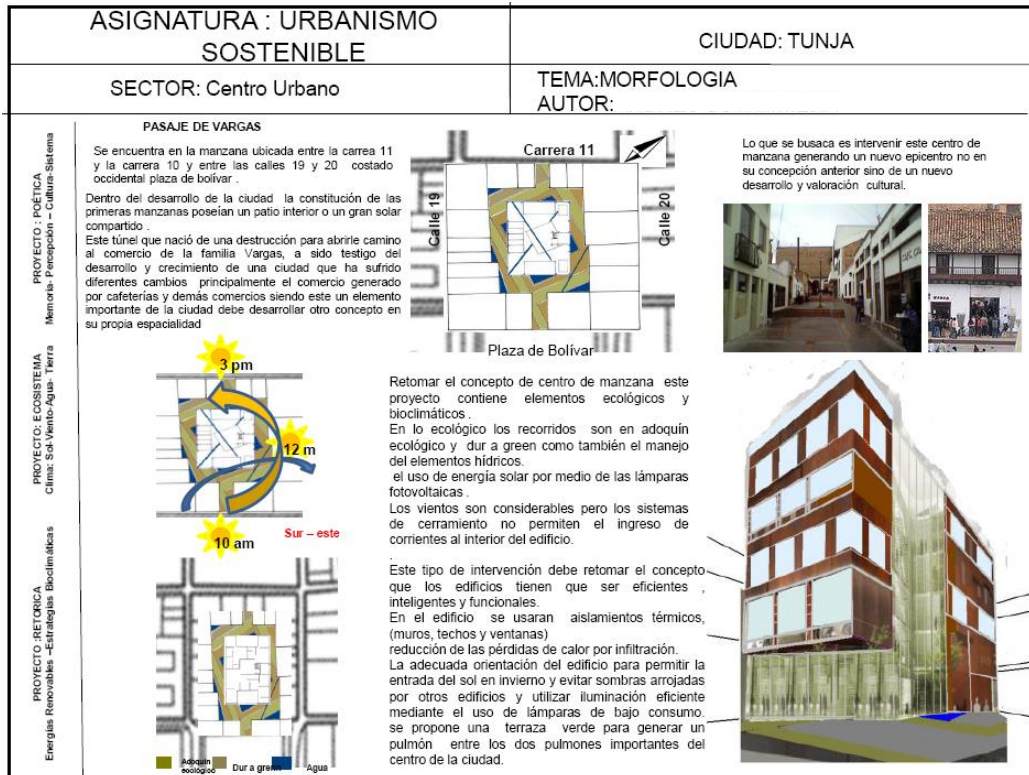 ASIGNATURA : URBANISMO
SOSTENIBLE
CIUDAD: TUNJA
SECTOR: Centro Urbano
TEMA:MORFOLOGIA
AUTOR:
PROYECTO : POÉTICA
Memoria- Percepción – Cultura-Sistema
PROYECTO: ECOSISTEMA
Clima: Sol-Viento-Agua- Tierra
PROYECTO :RETORICA
Energías Renovables –Estrategias Bioclimáticas
PASAJE DE VARGAS
Se encuentra en la manzana ubicada entre la carrea 11
y la carrera 10 y entre las calles 19 y 20 costado
occidental plaza de bolívar .
Dentro del desarrollo de la ciudad la constitución de las
primeras manzanas poseían un patio interior o un gran solar
compartido .
Este túnel que nació de una destrucción para abrirle camino
al comercio de la familia Vargas, a sido testigo del
desarrollo y crecimiento de una ciudad que ha sufrido
diferentes cambios principalmente el comercio generado
por cafeterías y demás comercios siendo este un elemento
importante de la ciudad debe desarrollar otro concepto en
su propia espacialidad
Carrera 11
Calle 19
Calle 20
Plaza de Bolívar
Lo que se busaca es intervenir este centro de
manzana generando un nuevo epicentro no en
su concepción anterior sino de un nuevo
desarrollo y valoración cultural.
3 pm
12 m
10 am
Sur – este
Retomar el concepto de centro de manzana este
proyecto contiene elementos ecológicos y
bioclimáticos .
En lo ecológico los recorridos son en adoquín
ecológico y dur a green como también el manejo
del elementos hídricos.
el uso de energía solar por medio de las lámparas
fotovoltaicas .
Los vientos son considerables pero los sistemas
de cerramiento no permiten el ingreso de
corrientes al interior del edificio.
.
Este tipo de intervención debe retomar el concepto
que los edificios tienen que ser eficientes ,
inteligentes y funcionales.
En el edificio se usaran aislamientos térmicos,
(muros, techos y ventanas)
reducción de las pérdidas de calor por infiltración.
La adecuada orientación del edificio para permitir la
entrada del sol en invierno y evitar sombras arrojadas
por otros edificios y utilizar iluminación eficiente
mediante el uso de lámparas de bajo consumo.
se propone una terraza verde para generar un
pulmón entre los dos pulmones importantes del
centro de la ciudad.
Adoquín
ecológico
Dur a grenn
Agua